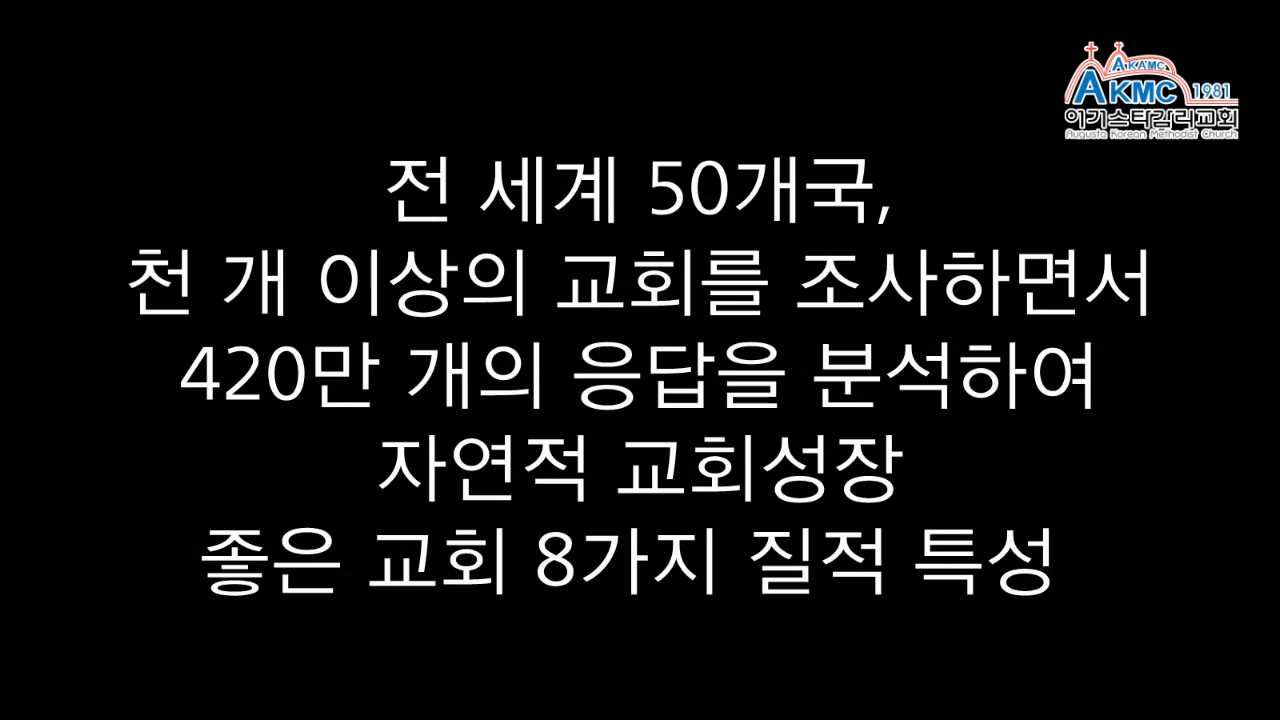 AKAMC
AKMC 1981
어거스타감리교회
Augusta Korean Methodist Church
전 세계 50개국,
천 개 이상의 교회를 조사하면서
420만 개의 응답을 분석하여
자연적 교회성장
좋은 교회 8가지 질적 특성